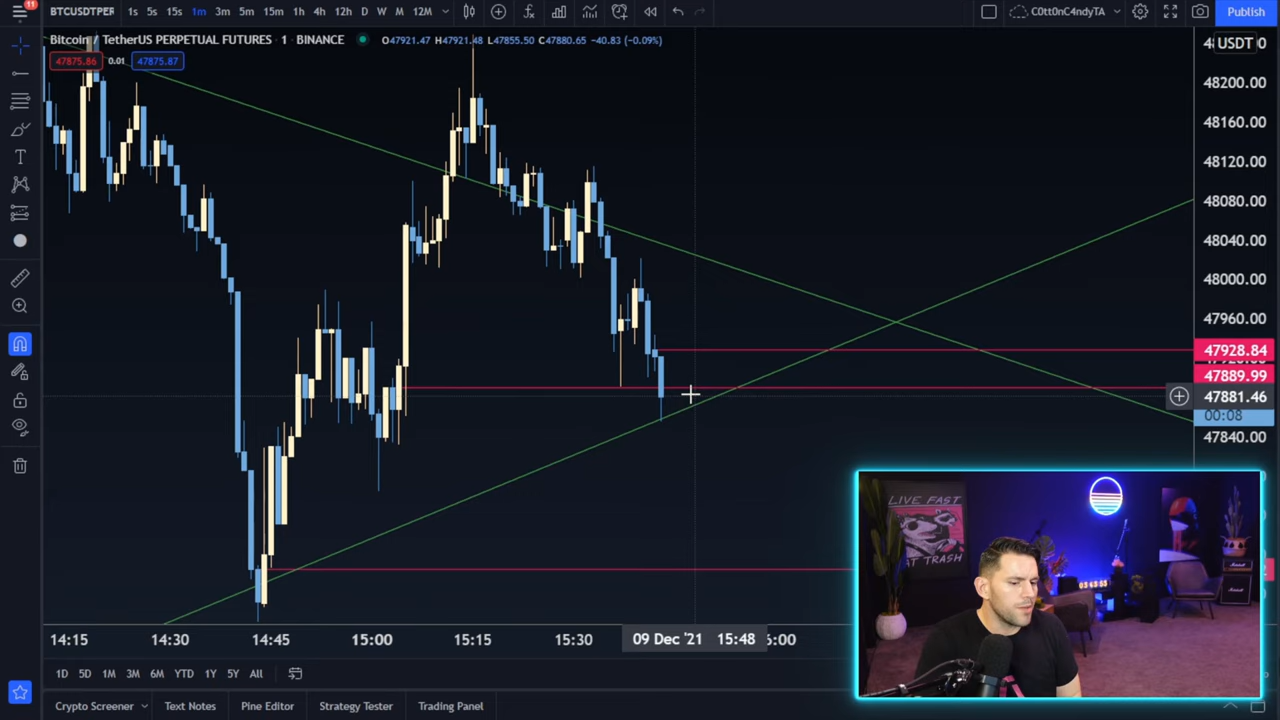 11
BTCUSDTPER 1s 5s 15s 1m 3m 5m 15m 1h 4h 12h D W M 12M C0tt0nC4ndyTA Publish
Bitcoin / TetherUS PERPETUAL FUTURES · 1 · BINANCE O47921.47 H47921.48 L47855.50 C47880.65 -40.83 (-0.09%)
USDT
47875.86 0.01 47875.87
48200.00
48160.00
48120.00
48080.00
48040.00
48000.00
47960.00
47928.84
47889.99
47881.46
00:08
47840.00
LIVE FAST
EAT TRASH
Marshall
14:15 14:30 14:45 15:00 15:15 15:30 09 Dec '21 15:48
1D 5D 1M 3M 6M YTD 1Y 5Y All
Crypto Screener Text Notes Pine Editor Strategy Tester Trading Panel